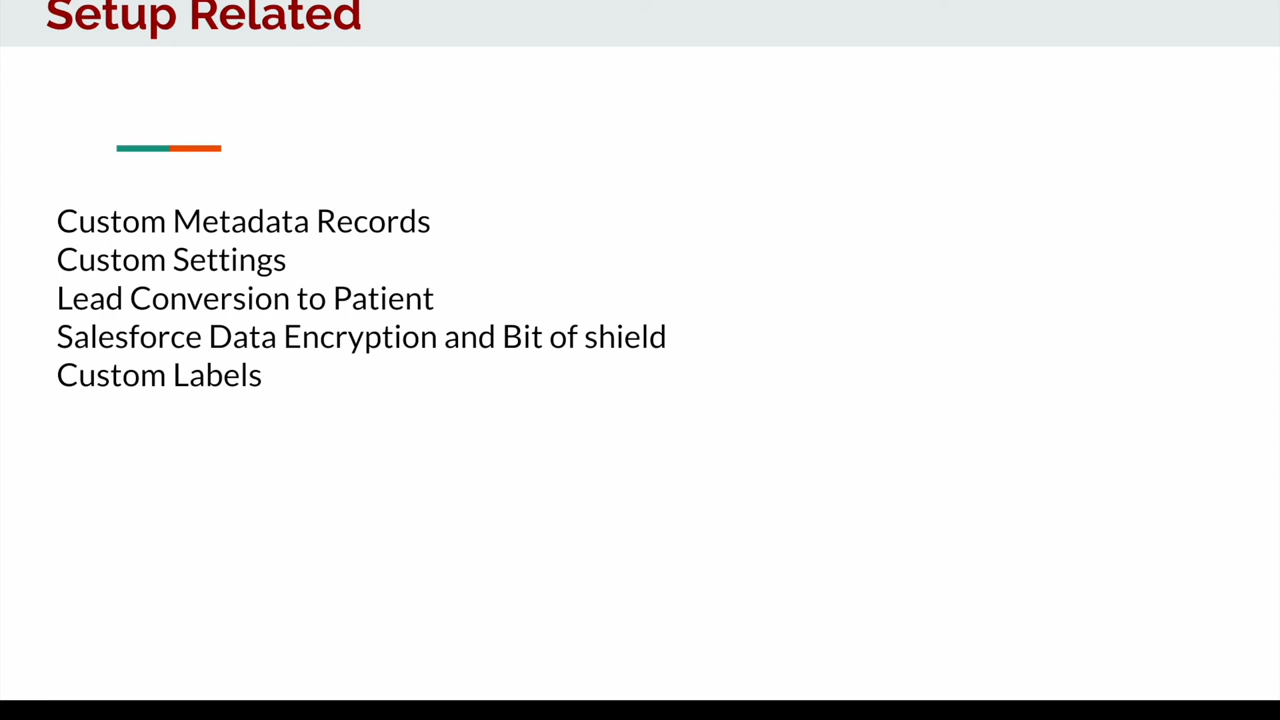 Setup Related
Custom Metadata Records
Custom Settings
Lead Conversion to Patient
Salesforce Data Encryption and Bit of shield
Custom Labels